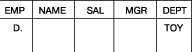 EMP NAME SAL MGR DEPT
D. TOY